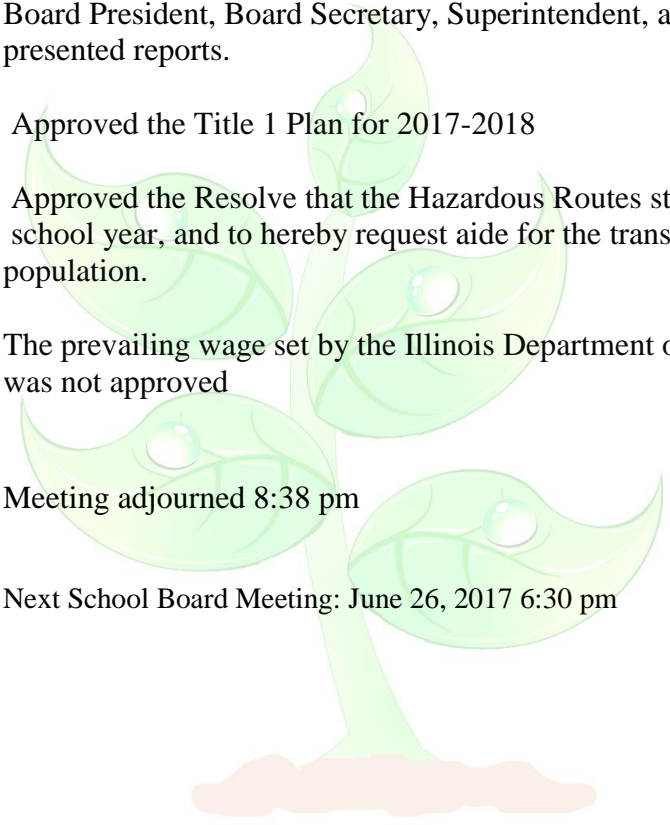 Board President, Board Secretary, Superintendent, a
presented reports.
Approved the Title 1 Plan for 2017-2018
Approved the Resolve that the Hazardous Routes st
school year, and to hereby request aide for the trans
population.
The prevailing wage set by the Illinois Department
was not approved
Meeting adjourned 8:38 pm
Next School Board Meeting: June 26, 2017 6:30 pm